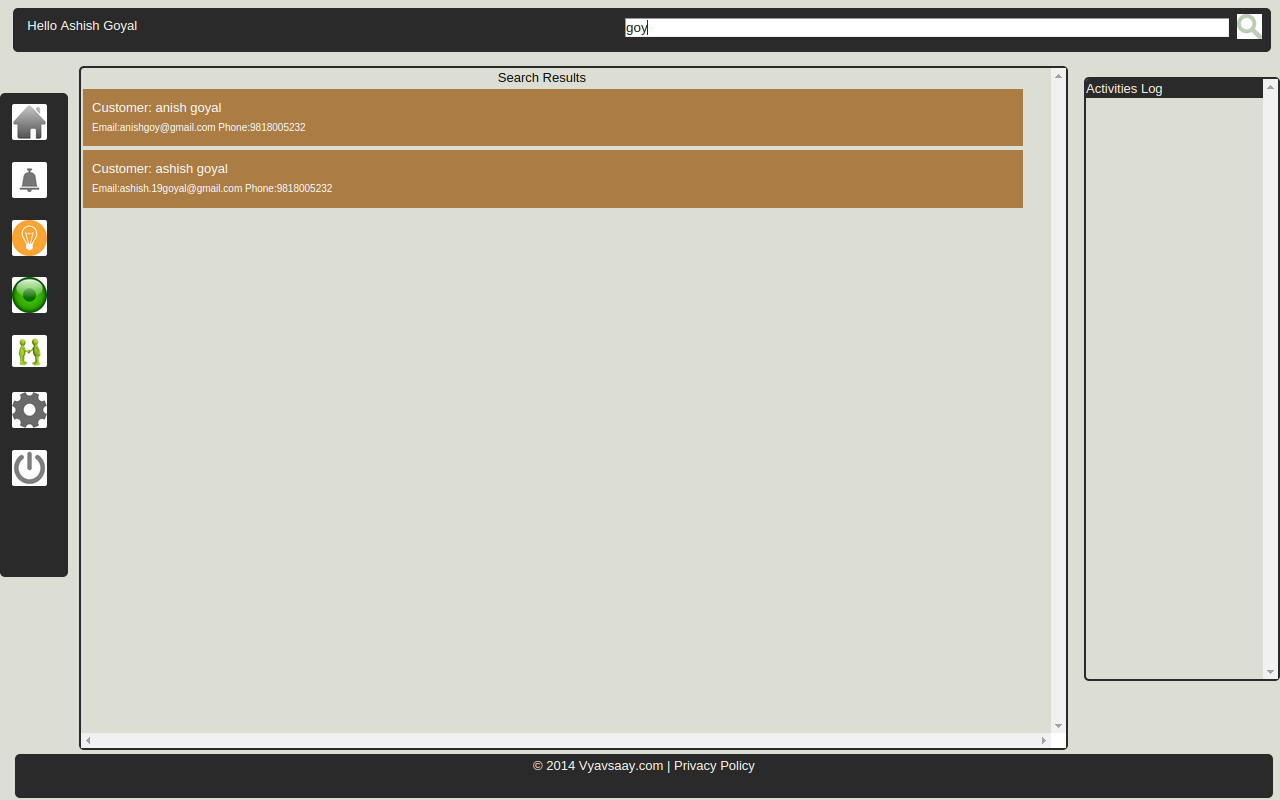 Hello Ashish Goyal
goy
Search Results
Customer: anish goyal
Email:anishgoy@gmail.com Phone:9818005232
Customer: ashish goyal
Email:ashish.19goyal@gmail.com Phone:9818005232
Activities Log
© 2014 Vyavsaay.com | Privacy Policy